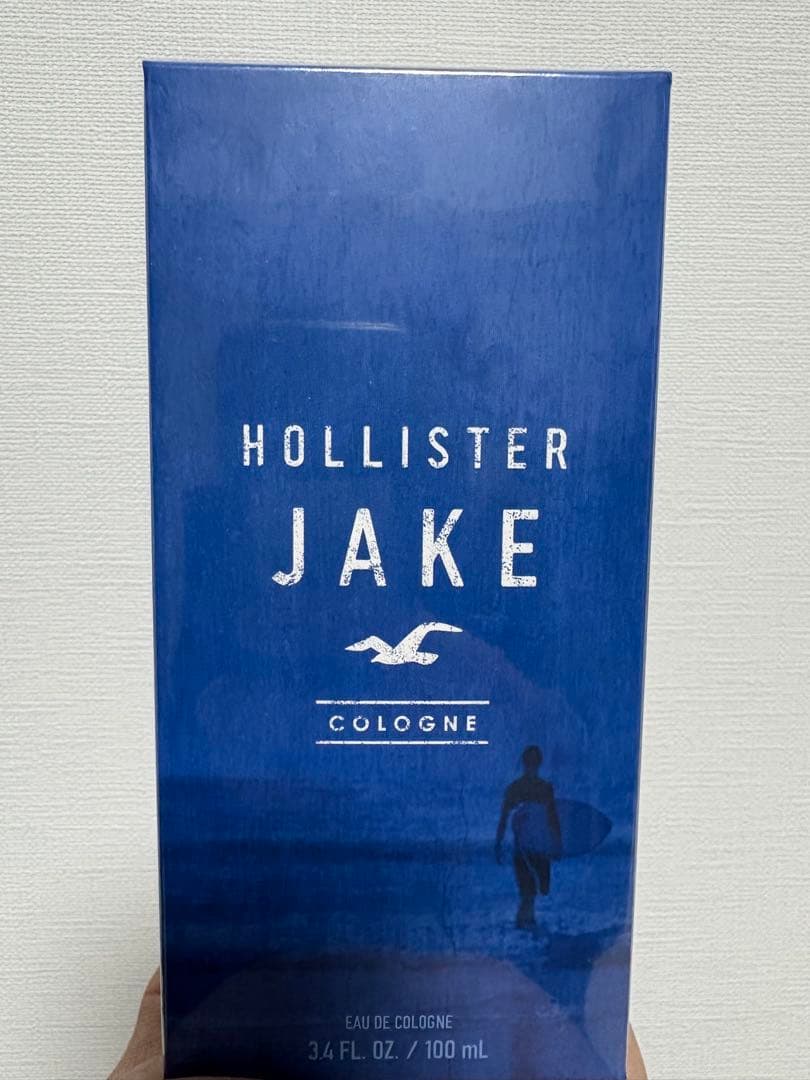 HOLLISTER
JAKE
COLOGNE
EAU DE COLOGNE
3.4 FL. OZ. / 100 mL